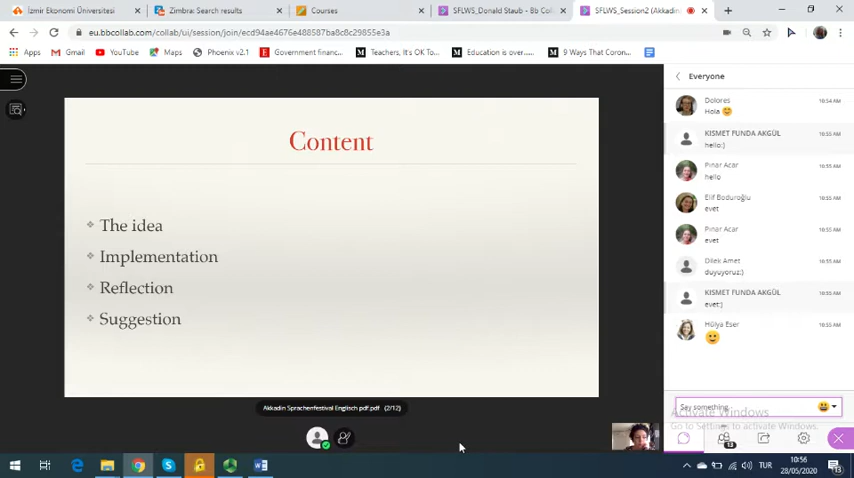 İzmir Ekonomi Üniversitesi
Zimbra: Search results
Courses
SFLWS_Donald Staub – Bb Coll
SFLWS_Session2 (Akkadin
eu.bbcollab.com/collab/ui/session/join/ecd94ae4676e488587ba8c8c29855e3a
Apps
Gmail
YouTube
Maps
Phoenix v2.1
Government financ...
Teachers, It's OK To...
Education is over.....
9 Ways That Coron...
Everyone
Dolores
10:54 AM
Hola
KISMET FUNDA AKGÜL
10:55 AM
hello:)
Pınar Acar
10:55 AM
hello
Elif Boduroğlu
10:55 AM
evet
Pınar Acar
10:55 AM
evet
Dilek Amet
10:55 AM
duyuyoruz:)
KISMET FUNDA AKGÜL
10:55 AM
evet:)
Hülya Eser
10:55 AM
Content
The idea
Implementation
Reflection
Suggestion
Akkadin Sprachenfestival Englisch pdf.pdf (2/12)
Say something
Activate Windows
Go to Settings to activate Windows.
13
TUR
10:56
28/05/2020
13